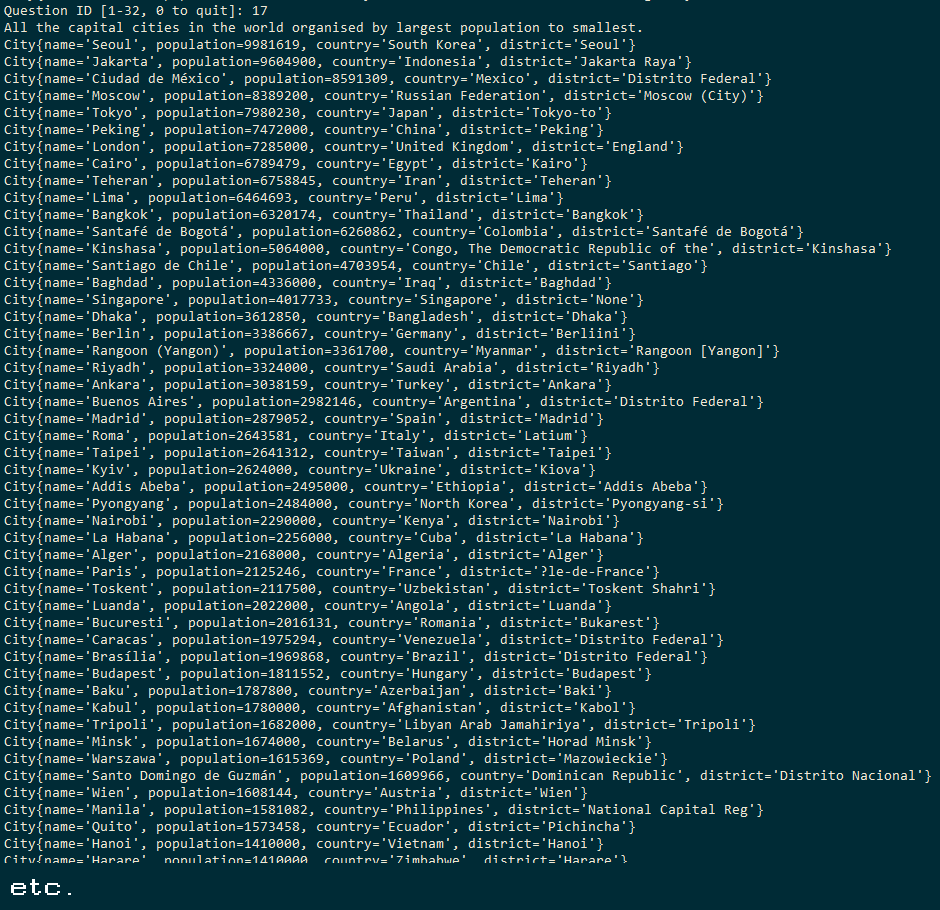 Question ID [1-32, 0 to quit]: 17
All the capital cities in the world organised by largest population to smallest.
City{name='Seoul', population=9981619, country='South Korea', district='Seoul'}
City{name='Jakarta', population=9604900, country='Indonesia', district='Jakarta Raya'}
City{name='Ciudad de México', population=8591309, country='Mexico', district='Distrito Federal'}
City{name='Moscow', population=8389200, country='Russian Federation', district='Moscow (City)'}
City{name='Tokyo', population=7980230, country='Japan', district='Tokyo-to'}
City{name='Peking', population=7472000, country='China', district='Peking'}
City{name='London', population=7285000, country='United Kingdom', district='England'}
City{name='Cairo', population=6789479, country='Egypt', district='Kairo'}
City{name='Teheran', population=6758845, country='Iran', district='Teheran'}
City{name='Lima', population=6464693, country='Peru', district='Lima'}
City{name='Bangkok', population=6320174, country='Thailand', district='Bangkok'}
City{name='Santafé de Bogotá', population=6260862, country='Colombia', district='Santafé de Bogotá'}
City{name='Kinshasa', population=5064000, country='Congo, The Democratic Republic of the', district='Kinshasa'}
City{name='Santiago de Chile', population=4703954, country='Chile', district='Santiago'}
City{name='Baghdad', population=4336000, country='Iraq', district='Baghdad'}
City{name='Singapore', population=4017733, country='Singapore', district='None'}
City{name='Dhaka', population=3612850, country='Bangladesh', district='Dhaka'}
City{name='Berlin', population=3386667, country='Germany', district='Berliini'}
City{name='Rangoon (Yangon)', population=3361700, country='Myanmar', district='Rangoon [Yangon]'}
City{name='Riyadh', population=3324000, country='Saudi Arabia', district='Riyadh'}
City{name='Ankara', population=3038159, country='Turkey', district='Ankara'}
City{name='Buenos Aires', population=2982146, country='Argentina', district='Distrito Federal'}
City{name='Madrid', population=2879052, country='Spain', district='Madrid'}
City{name='Roma', population=2643581, country='Italy', district='Latium'}
City{name='Taipei', population=2641312, country='Taiwan', district='Taipei'}
City{name='Kyiv', population=2624000, country='Ukraine', district='Kiova'}
City{name='Addis Abeba', population=2495000, country='Ethiopia', district='Addis Abeba'}
City{name='Pyongyang', population=2484000, country='North Korea', district='Pyongyang-si'}
City{name='Nairobi', population=2290000, country='Kenya', district='Nairobi'}
City{name='La Habana', population=2256000, country='Cuba', district='La Habana'}
City{name='Alger', population=2168000, country='Algeria', district='Alger'}
City{name='Paris', population=2125246, country='France', district='?le-de-France'}
City{name='Toskent', population=2117500, country='Uzbekistan', district='Toskent Shahri'}
City{name='Luanda', population=2022000, country='Angola', district='Luanda'}
City{name='Bucuresti', population=2016131, country='Romania', district='Bukarest'}
City{name='Caracas', population=1975294, country='Venezuela', district='Distrito Federal'}
City{name='Brasília', population=1969868, country='Brazil', district='Distrito Federal'}
City{name='Budapest', population=1811552, country='Hungary', district='Budapest'}
City{name='Baku', population=1787800, country='Azerbaijan', district='Baki'}
City{name='Kabul', population=1780000, country='Afghanistan', district='Kabol'}
City{name='Tripoli', population=1682000, country='Libyan Arab Jamahiriya', district='Tripoli'}
City{name='Minsk', population=1674000, country='Belarus', district='Horad Minsk'}
City{name='Warszawa', population=1615369, country='Poland', district='Mazowieckie'}
City{name='Santo Domingo de Guzmán', population=1609966, country='Dominican Republic', district='Distrito Nacional'}
City{name='Wien', population=1608144, country='Austria', district='Wien'}
City{name='Manila', population=1581082, country='Philippines', district='National Capital Reg'}
City{name='Quito', population=1573458, country='Ecuador', district='Pichincha'}
City{name='Hanoi', population=1410000, country='Vietnam', district='Hanoi'}
City{name='Harare', population=1410000, country='Zimbabwe', district='Harare'}
etc.